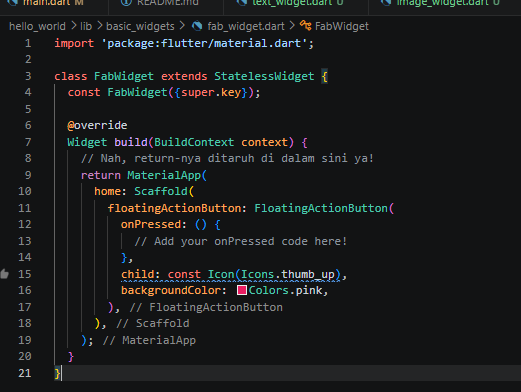 main.dart M README.md text_widget.dart U image_widget.dart U
hello_world > lib > basic_widgets > fab_widget.dart > FabWidget
1 import 'package:flutter/material.dart';
2
3 class FabWidget extends StatelessWidget {
4 const FabWidget({super.key});
5
6 @override
7 Widget build(BuildContext context) {
8 // Nah, return-nya ditaruh di dalam sini ya!
9 return MaterialApp(
10 home: Scaffold(
11 floatingActionButton: FloatingActionButton(
12 onPressed: () {
13 // Add your onPressed code here!
14 },
15 child: const Icon(Icons.thumb_up),
16 backgroundColor: Colors.pink,
17 ), // FloatingActionButton
18 ), // Scaffold
19 ); // MaterialApp
20 }
21 }